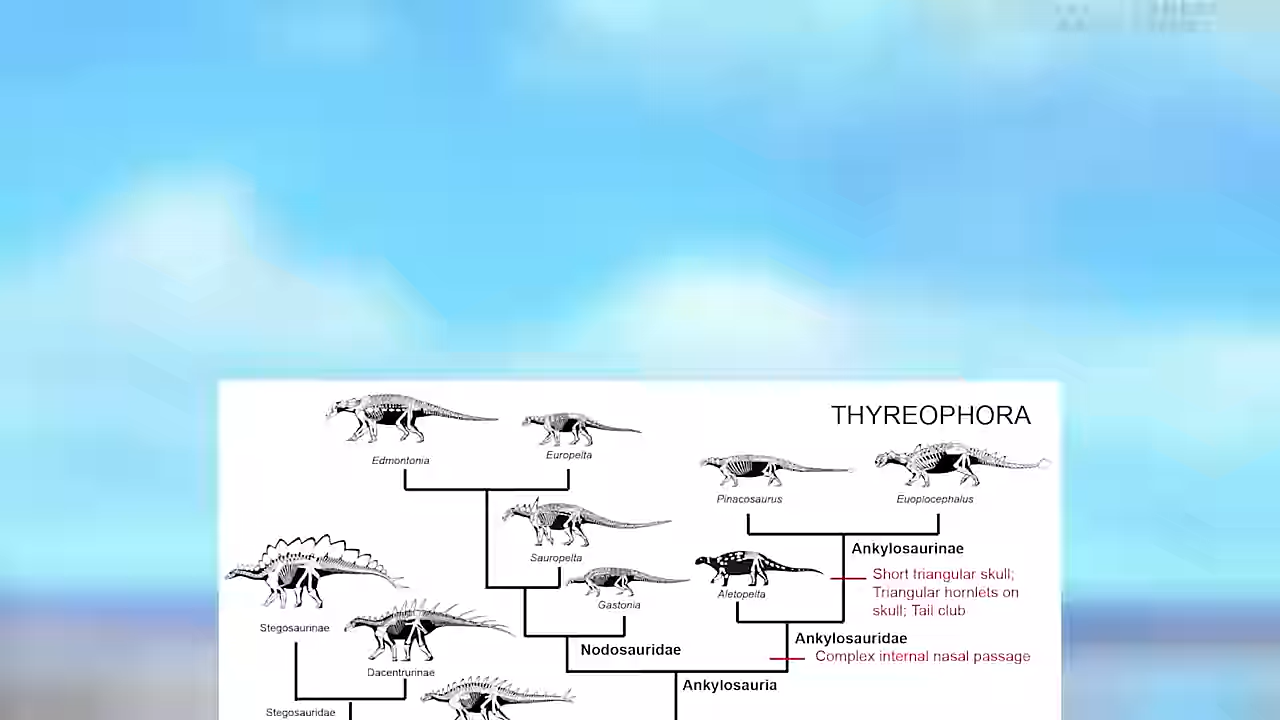 THYREOPHORA
Edmontonia
Europelta
Pinacosaurus
Euoplocephalus
Sauropelta
Ankylosaurinae
Short triangular skull;
Triangular hornlets on
skull; Tail club
Aletopelta
Gastonia
Stegosaurinae
Ankylosauridae
Complex internal nasal passage
Nodosauridae
Dacentrurinae
Ankylosauria
Stegosauridae